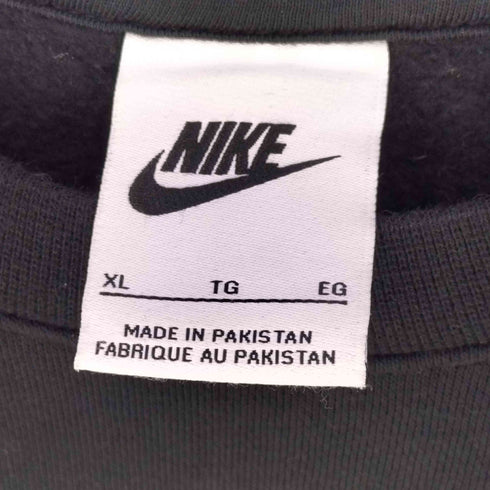 NIKE
XL TG EG
MADE IN PAKISTAN
FABRIQUE AU PAKISTAN